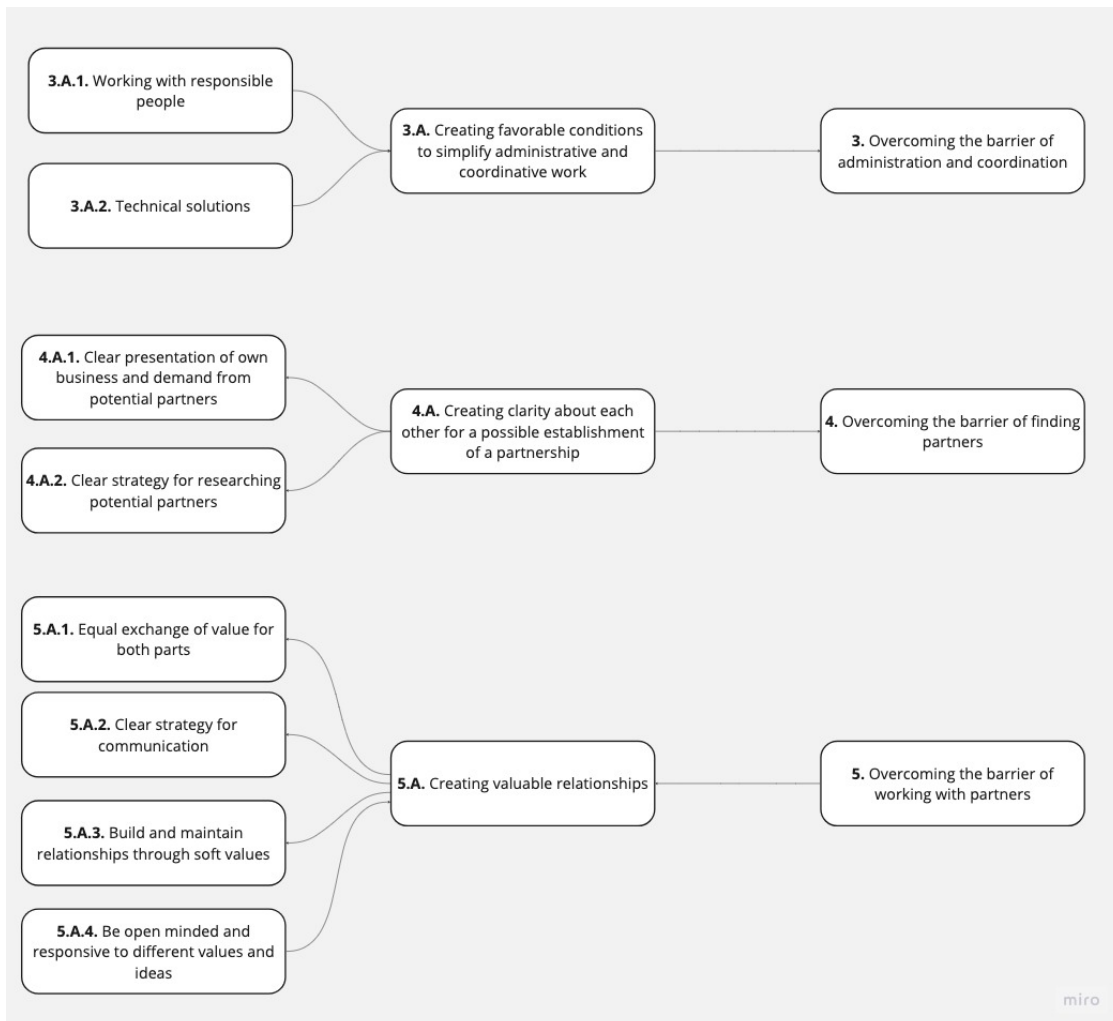 3.A.1. Working with responsible
people
3.A.2. Technical solutions
3.A. Creating favorable conditions
to simplify administrative and
coordinative work
3. Overcoming the barrier of
administration and coordination
4.A.1. Clear presentation of own
business and demand from
potential partners
4.A.2. Clear strategy for researching
potential partners
4.A. Creating clarity about each
other for a possible establishment
of a partnership
4. Overcoming the barrier of finding
partners
5.A.1. Equal exchange of value for
both parts
5.A.2. Clear strategy for
communication
5.A.3. Build and maintain
relationships through soft values
5.A.4. Be open minded and
responsive to different values and
ideas
5.A. Creating valuable relationships
5. Overcoming the barrier of
working with partners
miro